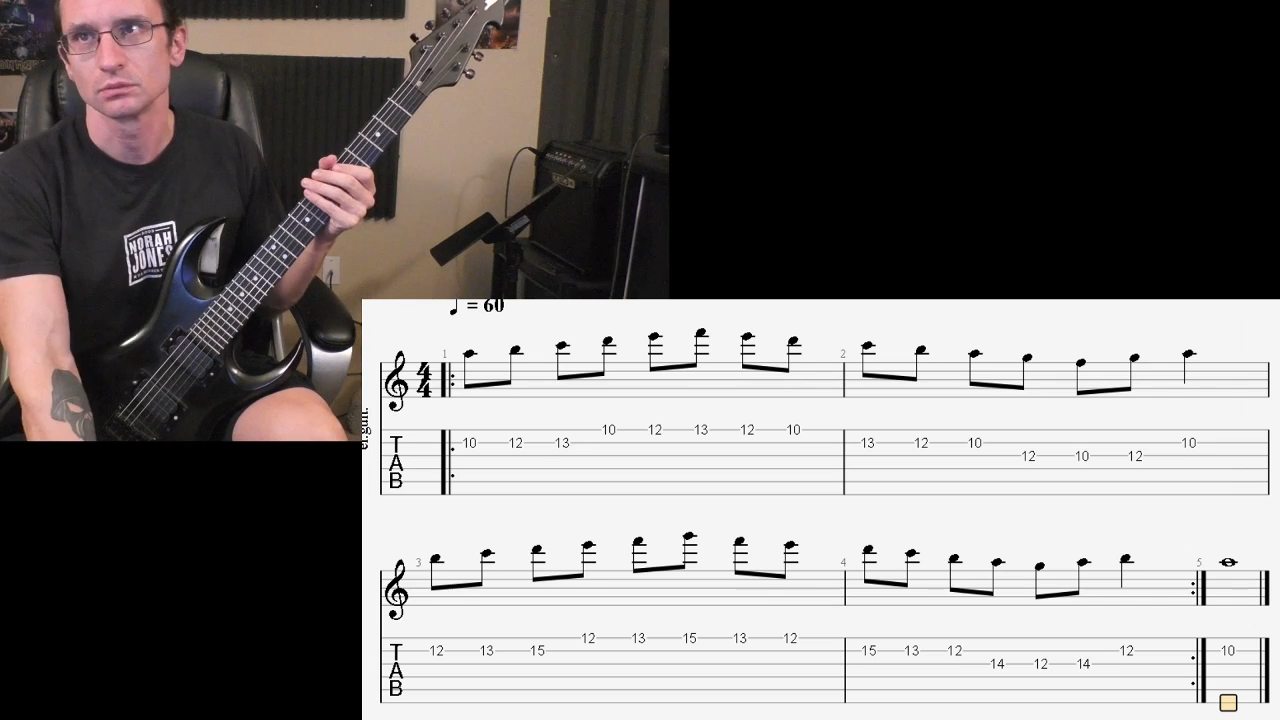 NORAH
JONES
♩ = 60
4
4
1
2
T
A
B
10 12 13 10 12 13 12 10
13 12 10 12 10 12 10
3
4
5
T
A
B
12 13 15 12 13 15 13 12
15 13 12 14 12 14 12
10